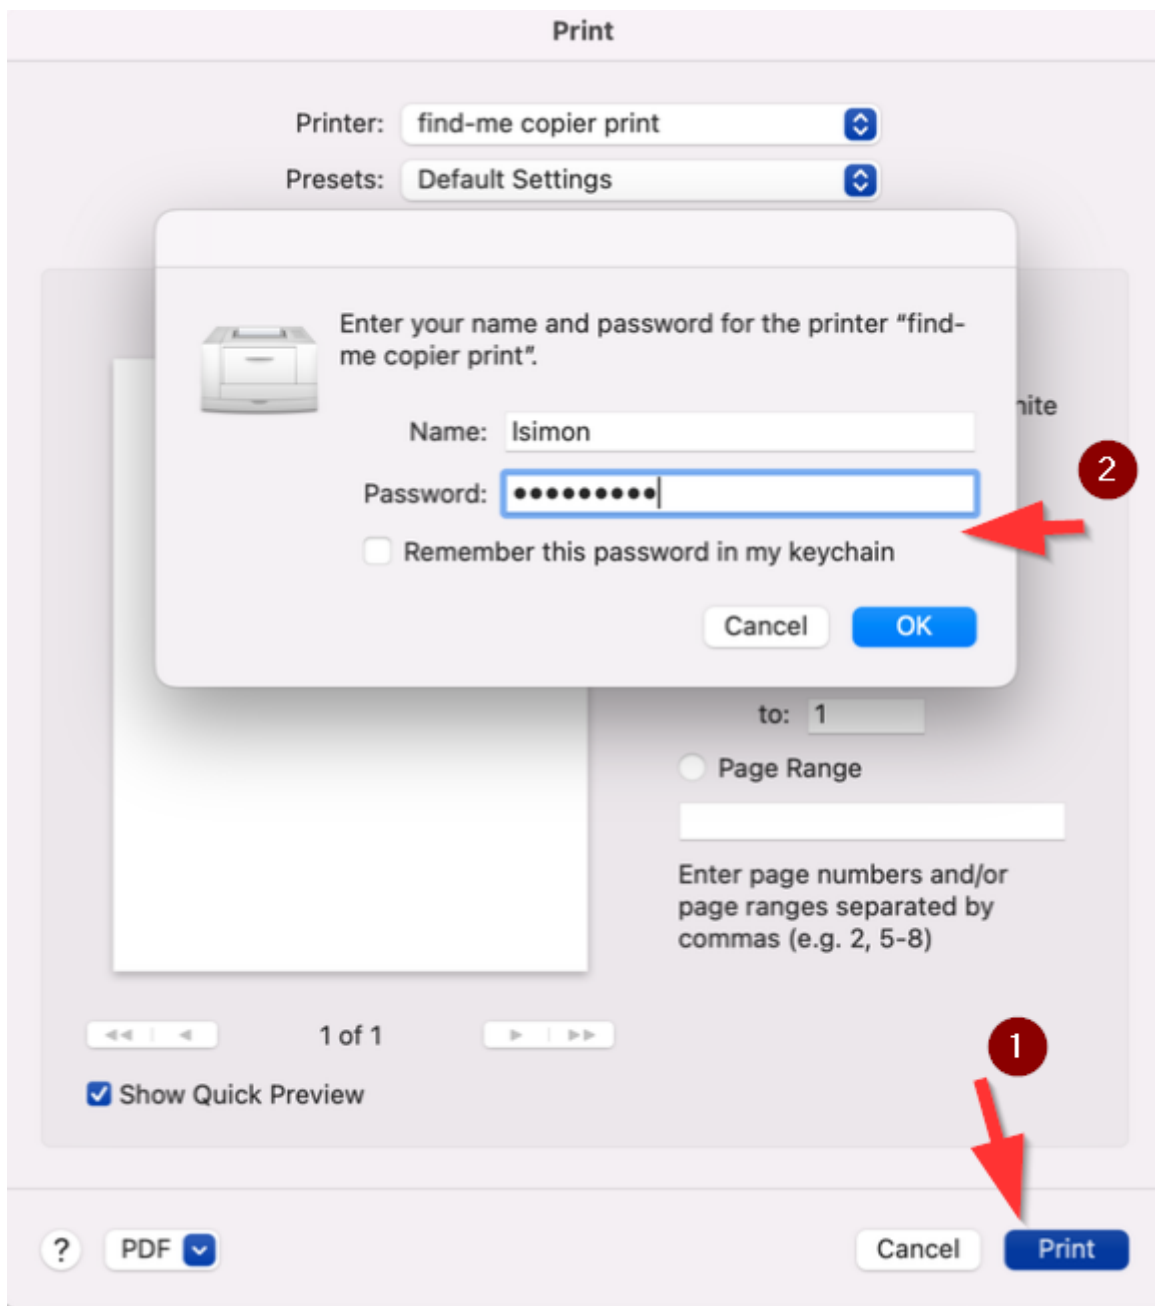 Print
Printer: find-me copier print
Presets: Default Settings
Enter your name and password for the printer “find-
me copier print”.
Name: lsimon
Password: •••••••••
Remember this password in my keychain
Cancel OK
2
to: 1
Page Range
Enter page numbers and/or
page ranges separated by
commas (e.g. 2, 5-8)
1 of 1
Show Quick Preview
1
? PDF Cancel Print